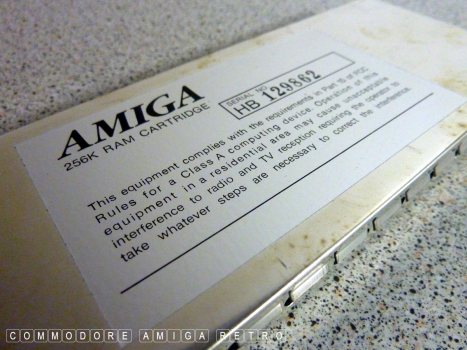 AMIGA
256K RAM CARTRIDGE
SERIAL NO
HB 129862
This equipment complies with the requirements in Part 15 of FCC
Rules for a Class A computing device. Operation of this
equipment in a residential area may cause unacceptable
interference to radio and TV reception requiring the operator to
take whatever steps are necessary to correct the interference.
COMMODORE AMIGA RETRO